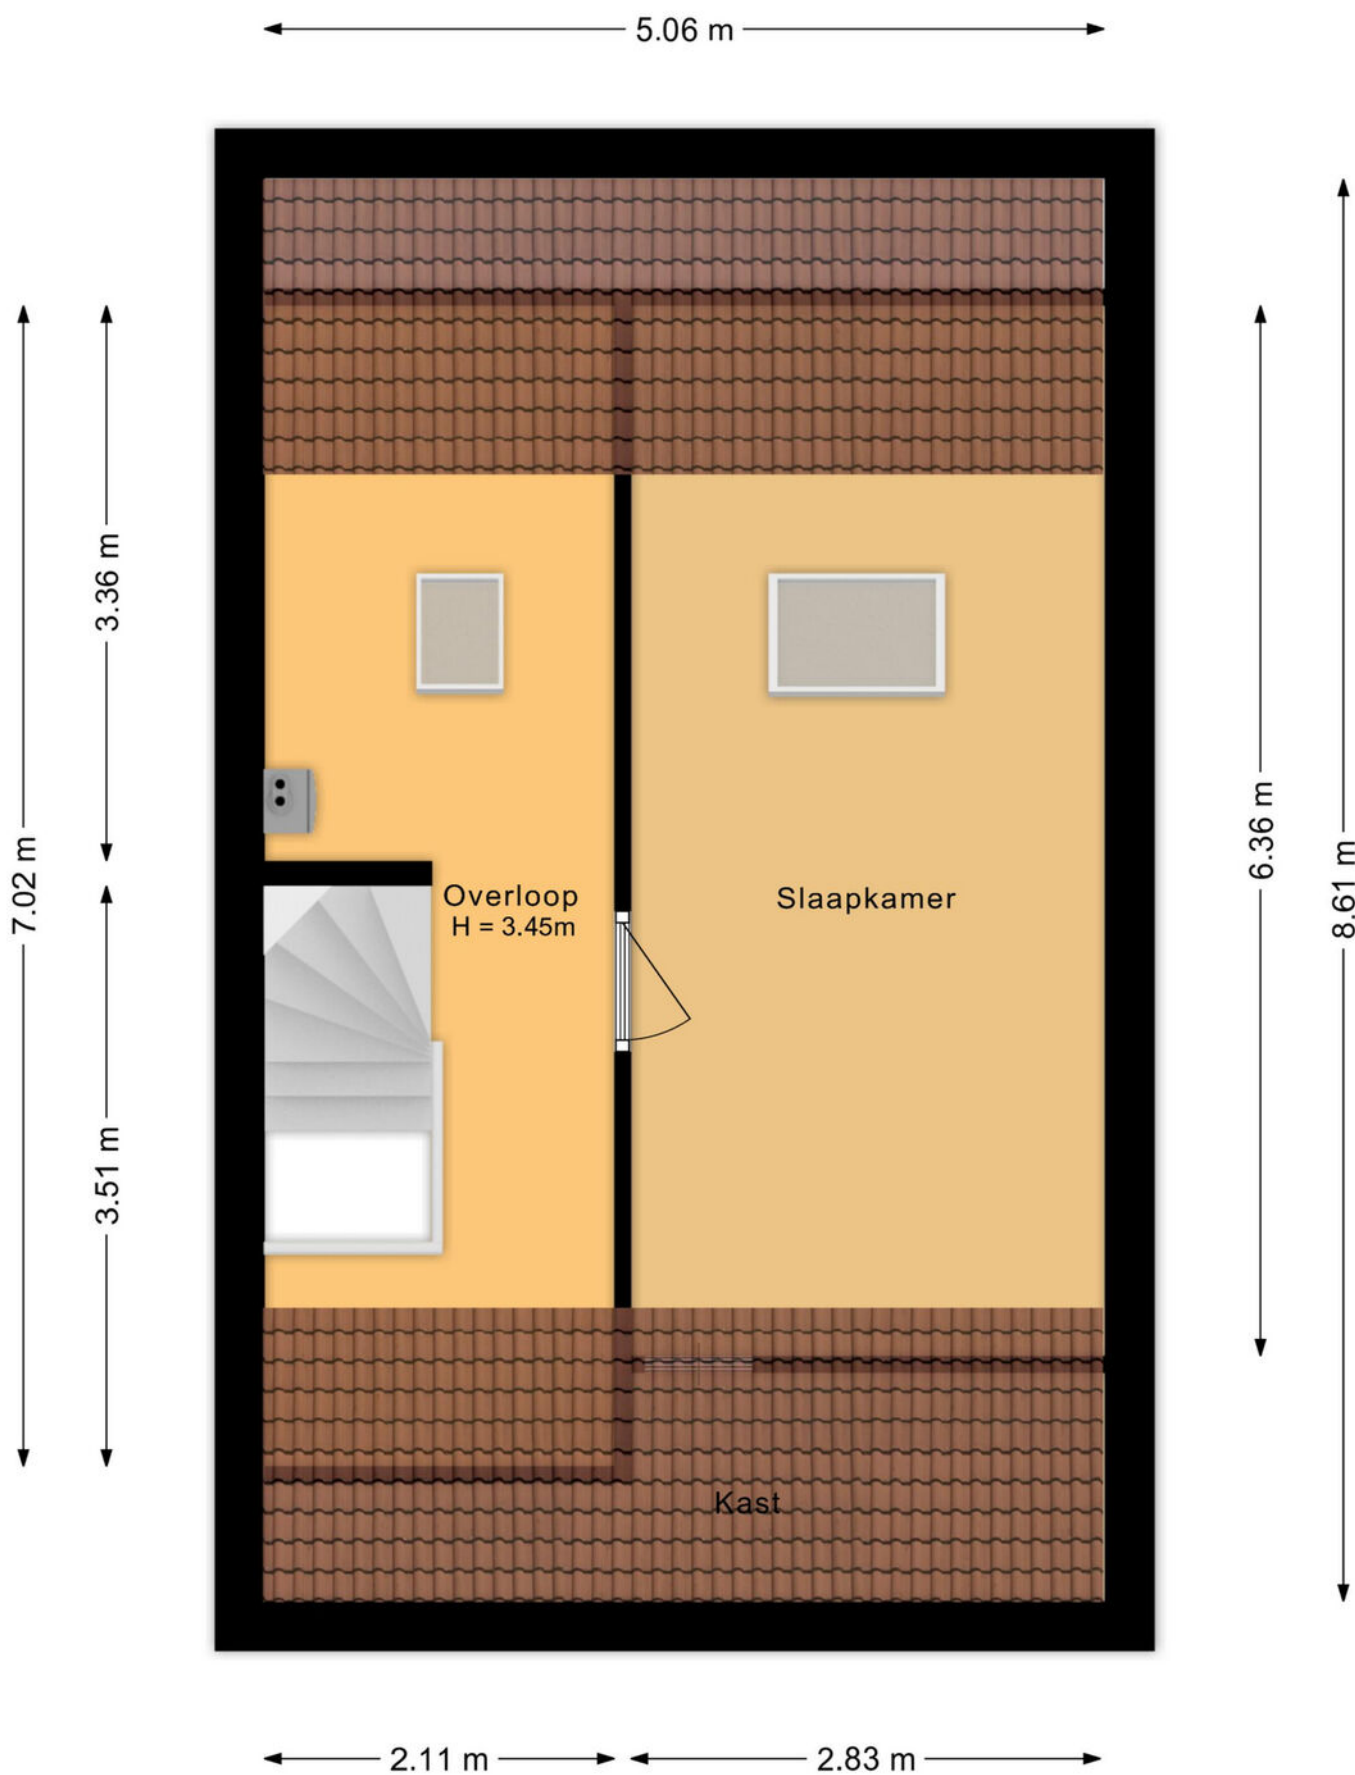 5.06 m
3.36 m
7.02 m
6.36 m
8.61 m
Overloop
H = 3.45m
Slaapkamer
3.51 m
Kast
2.11 m
2.83 m